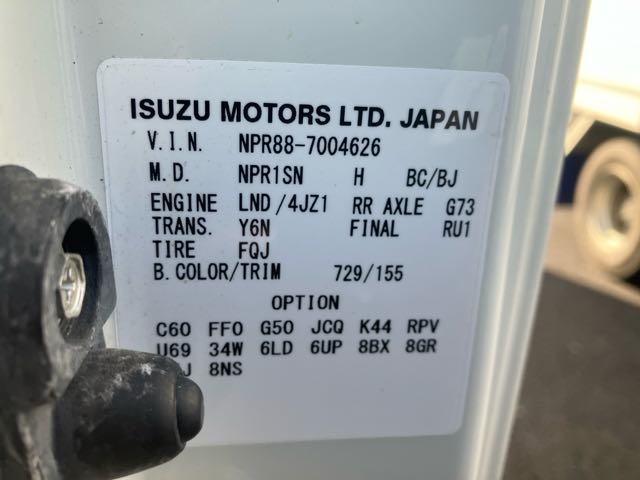 ISUZU MOTORS LTD. JAPAN
V.I.N. NPR88-7004626
M.D. NPR1SN H BC/BJ
ENGINE LND/4JZ1 RR AXLE G73
TRANS. Y6N FINAL RU1
TIRE FQJ
B.COLOR/TRIM 729/155
OPTION
C60 FF0 G50 JCQ K44 RPV
U69 34W 6LD 6UP 8BX 8GR
8NS